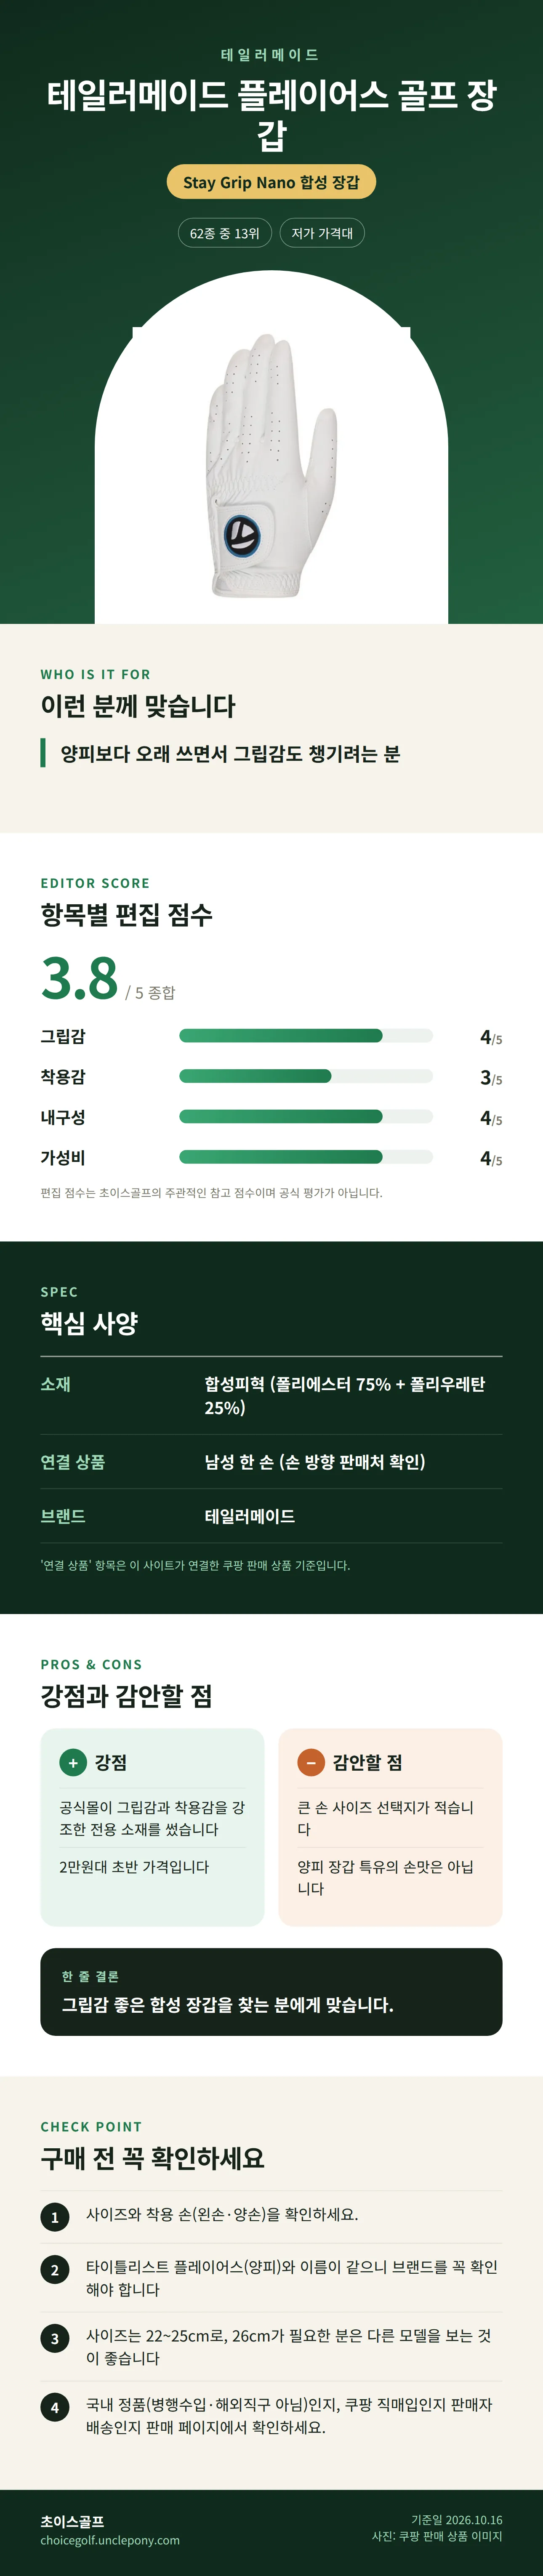 테일러메이드
테일러메이드 플레이어스 골프 장
갑
Stay Grip Nano 합성 장갑
62종 중 13위
저가 가격대
WHO IS IT FOR
이런 분께 맞습니다
양피보다 오래 쓰면서 그립감도 챙기려는 분
EDITOR SCORE
항목별 편집 점수
3.8 / 5 종합
그립감 4/5
착용감 3/5
내구성 4/5
가성비 4/5
편집 점수는 초이스골프의 주관적인 참고 점수이며 공식 평가가 아닙니다.
SPEC
핵심 사양
소재 합성피혁 (폴리에스터 75% + 폴리우레탄
25%)
연결 상품 남성 한 손 (손 방향 판매처 확인)
브랜드 테일러메이드
'연결 상품' 항목은 이 사이트가 연결한 쿠팡 판매 상품 기준입니다.
PROS & CONS
강점과 감안할 점
+ 강점
공식몰이 그립감과 착용감을 강
조한 전용 소재를 썼습니다
2만원대 초반 가격입니다
− 감안할 점
큰 손 사이즈 선택지가 적습니
다
양피 장갑 특유의 손맛은 아닙
니다
한 줄 결론
그립감 좋은 합성 장갑을 찾는 분에게 맞습니다.
CHECK POINT
구매 전 꼭 확인하세요
1 사이즈와 착용 손(왼손·양손)을 확인하세요.
2 타이틀리스트 플레이어스(양피)와 이름이 같으니 브랜드를 꼭 확인
해야 합니다
3 사이즈는 22~25cm로, 26cm가 필요한 분은 다른 모델을 보는 것
이 좋습니다
4 국내 정품(병행수입·해외직구 아님)인지, 쿠팡 직매입인지 판매자
배송인지 판매 페이지에서 확인하세요.
초이스골프
choicegolf.unclepony.com
기준일 2026.10.16
사진: 쿠팡 판매 상품 이미지